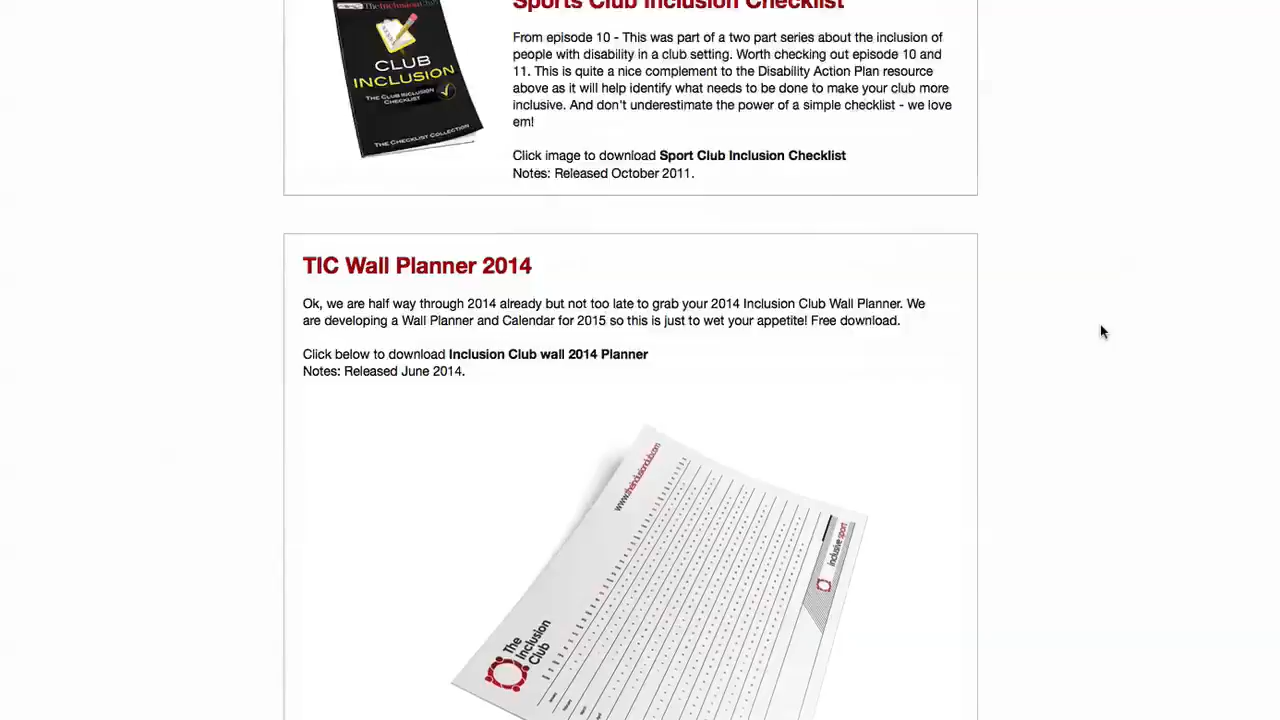 Sports Club Inclusion Checklist
TheInclusionClub
CLUB
INCLUSION
THE CLUB INCLUSION
CHECKLIST
THE CHECKLIST COLLECTION
From episode 10 - This was part of a two part series about the inclusion of
people with disability in a club setting. Worth checking out episode 10 and
11. This is quite a nice complement to the Disability Action Plan resource
above as it will help identify what needs to be done to make your club more
inclusive. And don't underestimate the power of a simple checklist - we love
em!
Click image to download Sport Club Inclusion Checklist
Notes: Released October 2011.
TIC Wall Planner 2014
Ok, we are half way through 2014 already but not too late to grab your 2014 Inclusion Club Wall Planner. We
are developing a Wall Planner and Calendar for 2015 so this is just to wet your appetite! Free download.
Click below to download Inclusion Club wall 2014 Planner
Notes: Released June 2014.
www.theinclusionclub.com
inclusive sport
The
Inclusion
Club